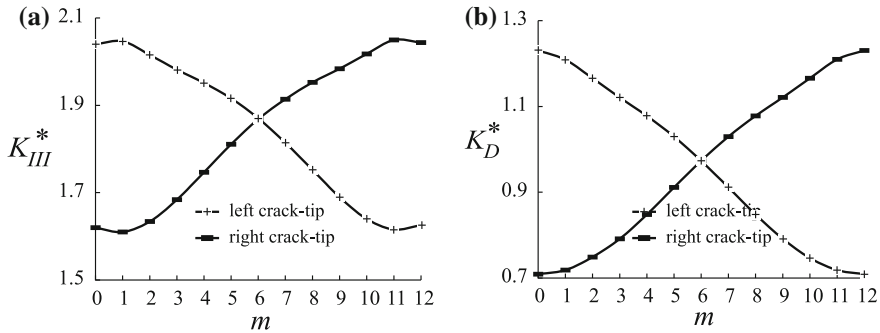 (a)
2.1
1.9
1.7
1.5
K*III
left crack-tip
right crack-tip
0 1 2 3 4 5 6 7 8 9 10 11 12
m
(b)
1.3
1.1
0.9
0.7
K*D
left crack-tip
right crack-tip
0 1 2 3 4 5 6 7 8 9 10 11 12
m